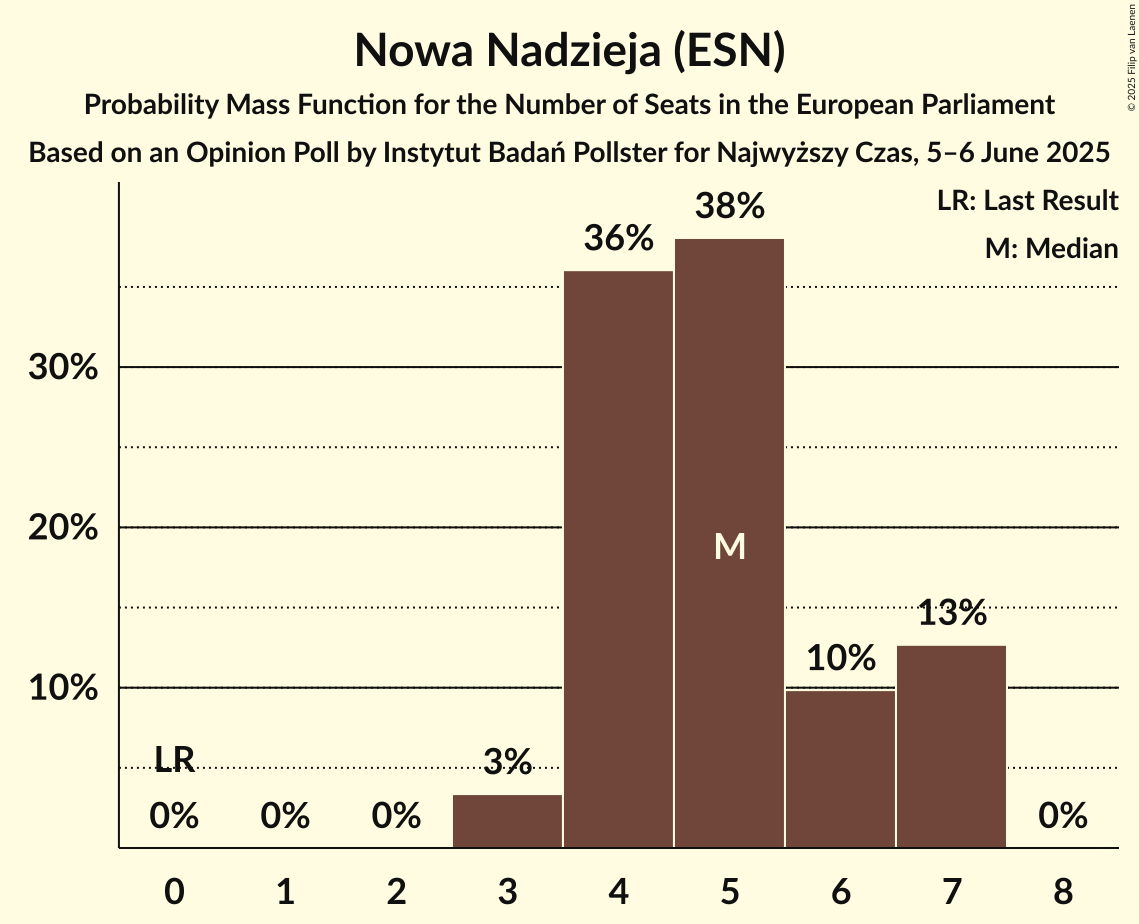 Nowa Nadzieja (ESN)
Probability Mass Function for the Number of Seats in the European Parliament
Based on an Opinion Poll by Instytut Badań Pollster for Najwyższy Czas, 5–6 June 2025
© 2025 Filip van Laenen
LR: Last Result
M: Median
38%
36%
30%
20%
M
13%
10%
10%
LR
3%
0%
0%
0%
0%
0
1
2
3
4
5
6
7
8